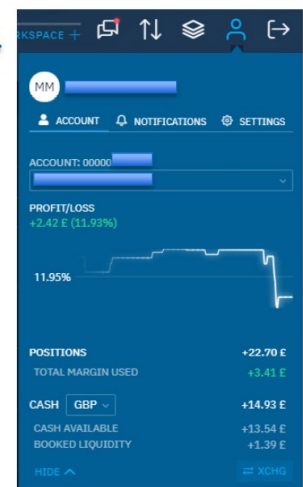 RKSPACE +
MM
ACCOUNT NOTIFICATIONS SETTINGS
ACCOUNT: 00000
PROFIT/LOSS
+2.42 £ (11.93%)
11.95%
POSITIONS +22.70 £
TOTAL MARGIN USED +3.41 £
CASH GBP +14.93 £
CASH AVAILABLE +13.54 £
BOOKED LIQUIDITY +1.39 £
HIDE XCHG